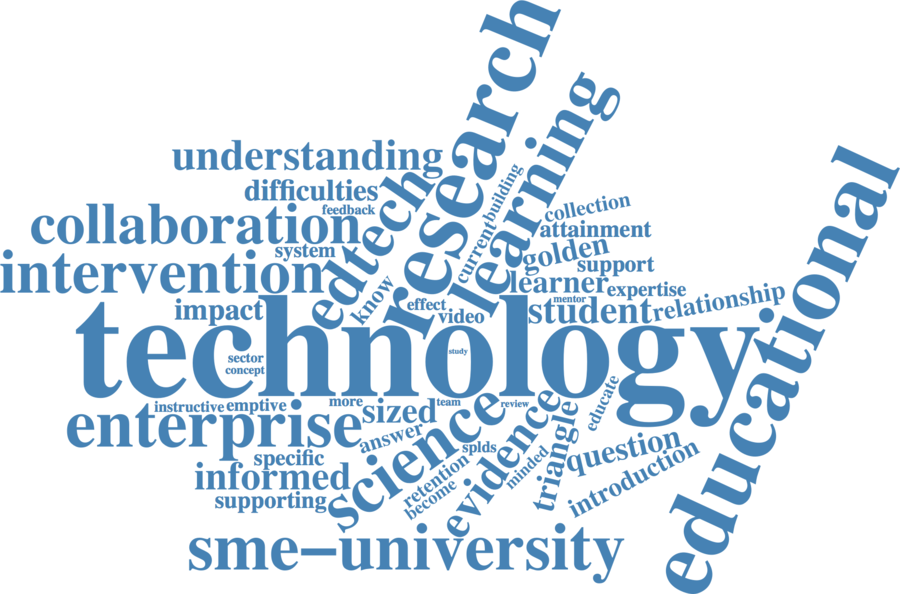 research
learning
understanding
difficulties
edtech
feedback
collaboration
system
current-building
collection
attainment
golden
support
intervention
know
learner
expertise
mentor
impact
effect
video
student
relationship
technology
educational
sector
concept
study
instructive
emptive
more
sized
team
review
educate
enterprise
answer
science
evidence
triangle
question
specific
splds
minded
informed
retention
become
introduction
supporting
sme–university